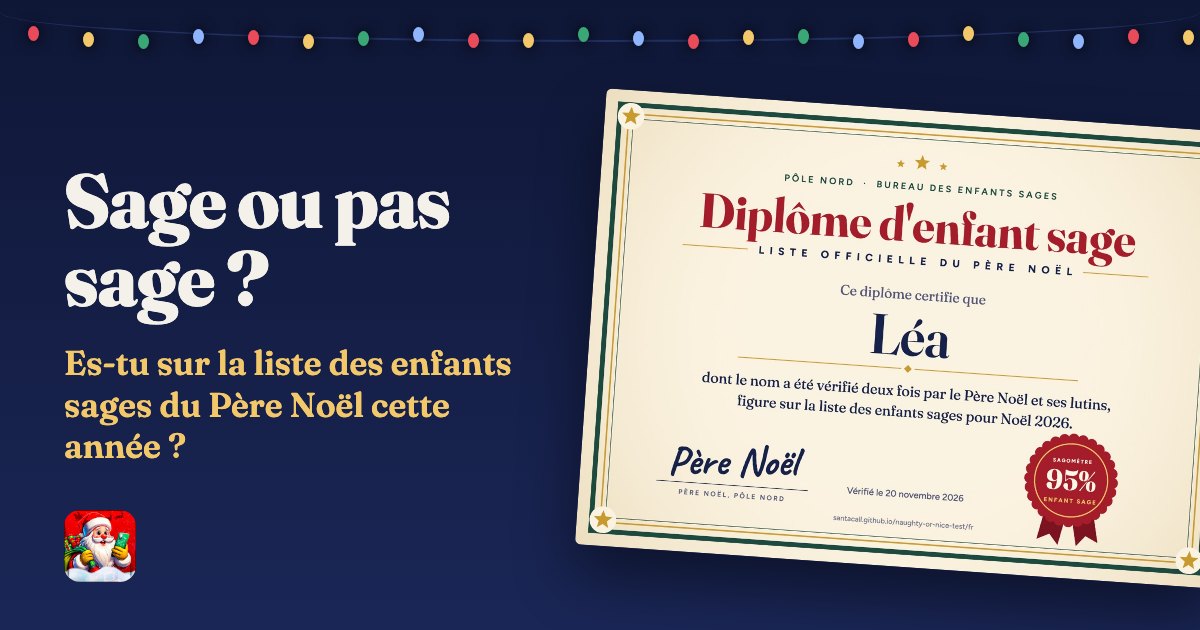 Sage ou pas
sage ?
Es-tu sur la liste des enfants
sages du Père Noël cette
année ?
PÔLE NORD · BUREAU DES ENFANTS SAGES
Diplôme d'enfant sage
LISTE OFFICIELLE DU PÈRE NOËL
Ce diplôme certifie que
Léa
dont le nom a été vérifié deux fois par le Père Noël et ses lutins,
figure sur la liste des enfants sages pour Noël 2026.
Père Noël
PÈRE NOËL, PÔLE NORD
Vérifié le 20 novembre 2026
santacall.github.io/naughty-or-nice-test/fr
SAGOMÈTRE
95%
ENFANT SAGE